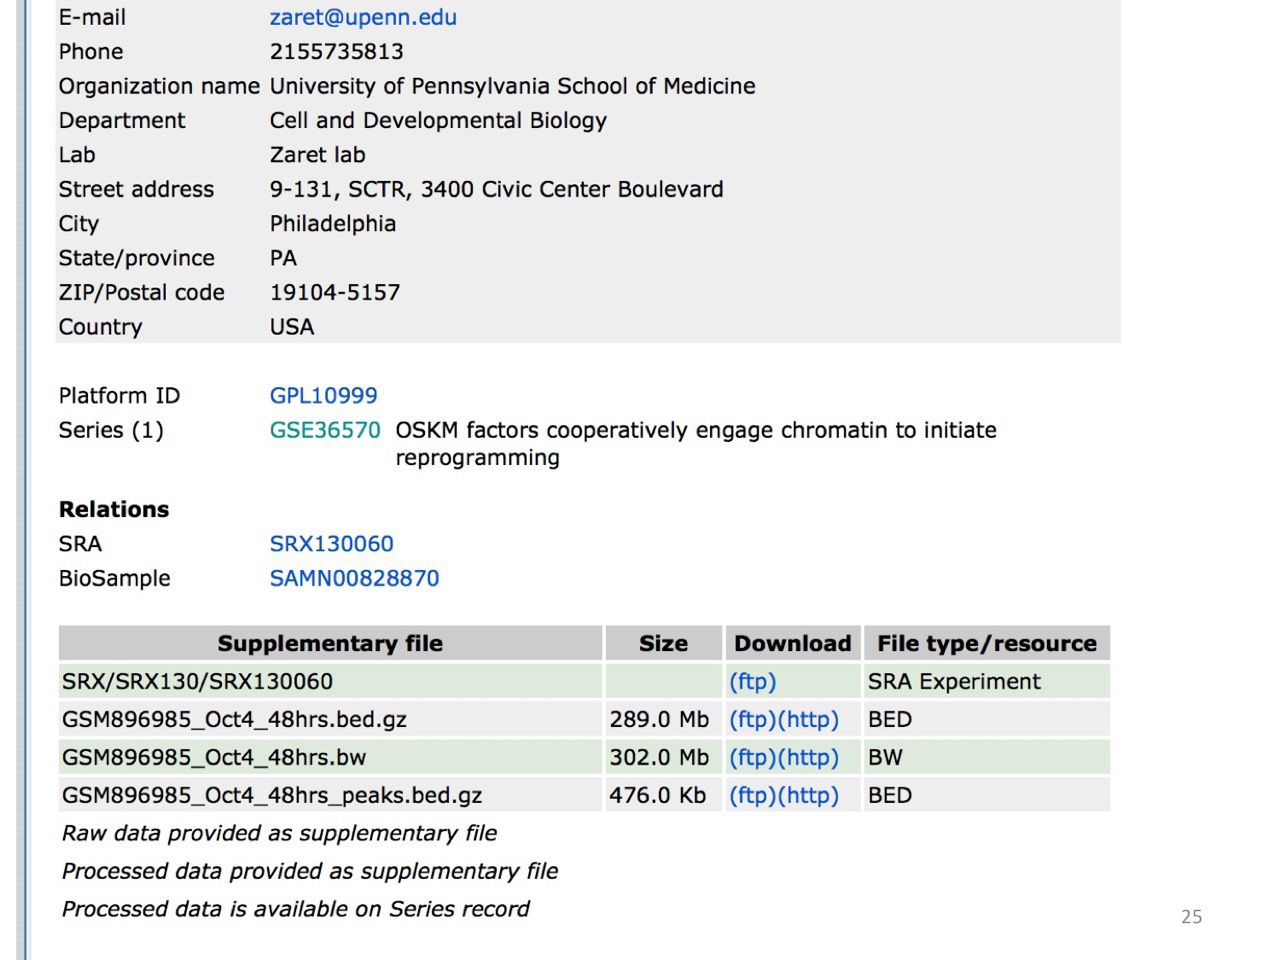 E-mail zaret@upenn.edu
Phone 2155735813
Organization name University of Pennsylvania School of Medicine
Department Cell and Developmental Biology
Lab Zaret lab
Street address 9-131, SCTR, 3400 Civic Center Boulevard
City Philadelphia
State/province PA
ZIP/Postal code 19104-5157
Country USA
Platform ID GPL10999
Series (1) GSE36570 OSKM factors cooperatively engage chromatin to initiate
reprogramming
Relations
SRA SRX130060
BioSample SAMN00828870
Supplementary file Size Download File type/resource
SRX/SRX130/SRX130060 (ftp) SRA Experiment
GSM896985_Oct4_48hrs.bed.gz 289.0 Mb (ftp)(http) BED
GSM896985_Oct4_48hrs.bw 302.0 Mb (ftp)(http) BW
GSM896985_Oct4_48hrs_peaks.bed.gz 476.0 Kb (ftp)(http) BED
Raw data provided as supplementary file
Processed data provided as supplementary file
Processed data is available on Series record
25